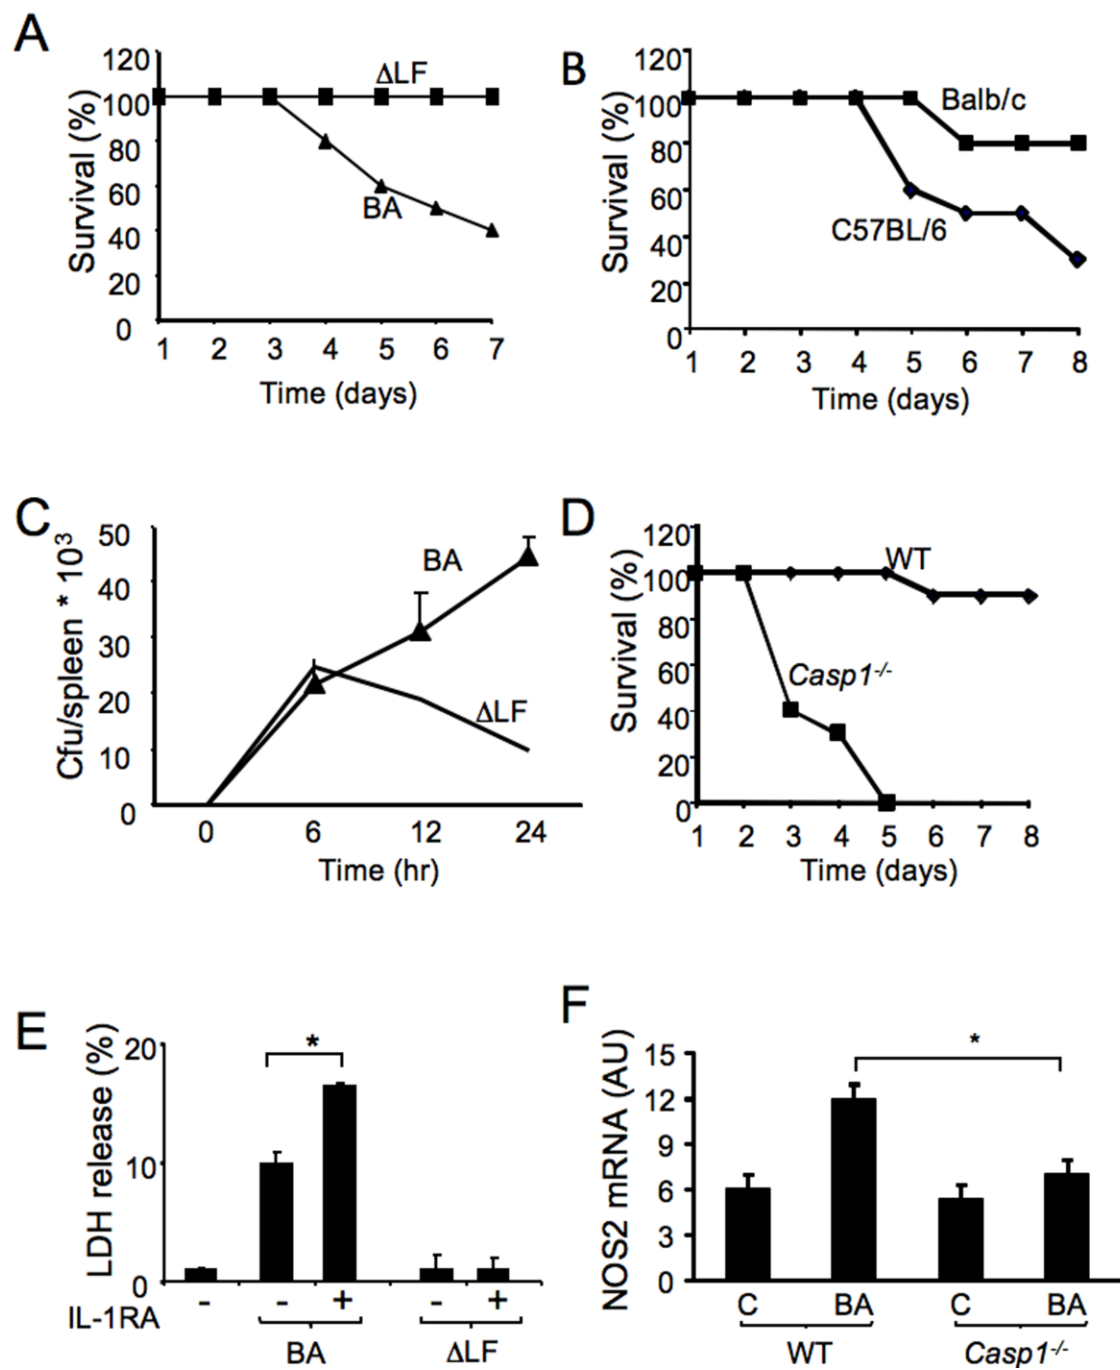 A
120
100
80
60
40
20
0
Survival (%)
ΔLF
BA
1 2 3 4 5 6 7
Time (days)
B
120
100
80
60
40
20
0
Survival (%)
Balb/c
C57BL/6
1 2 3 4 5 6 7 8
Time (days)
C
50
40
30
20
10
0
Cfu/spleen * 10³
BA
ΔLF
0 6 12 24
Time (hr)
D
120
100
80
60
40
20
0
Survival (%)
WT
Casp1-/-
1 2 3 4 5 6 7 8
Time (days)
E
20
10
0
LDH release (%)
*
IL-1RA - - + - +
BA ΔLF
F
15
12
9
6
3
0
NOS2 mRNA (AU)
*
C BA C BA
WT Casp1-/-